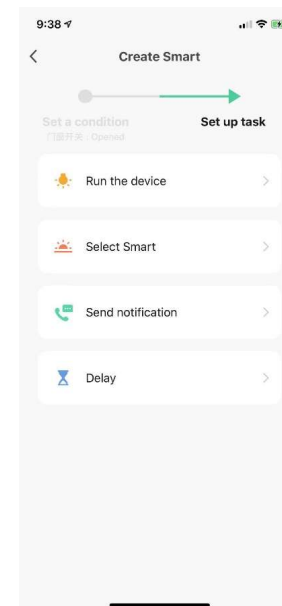 9:38
Create Smart
Set a condition
Set up task
门窗开关 : Opened
Run the device
Select Smart
Send notification
Delay